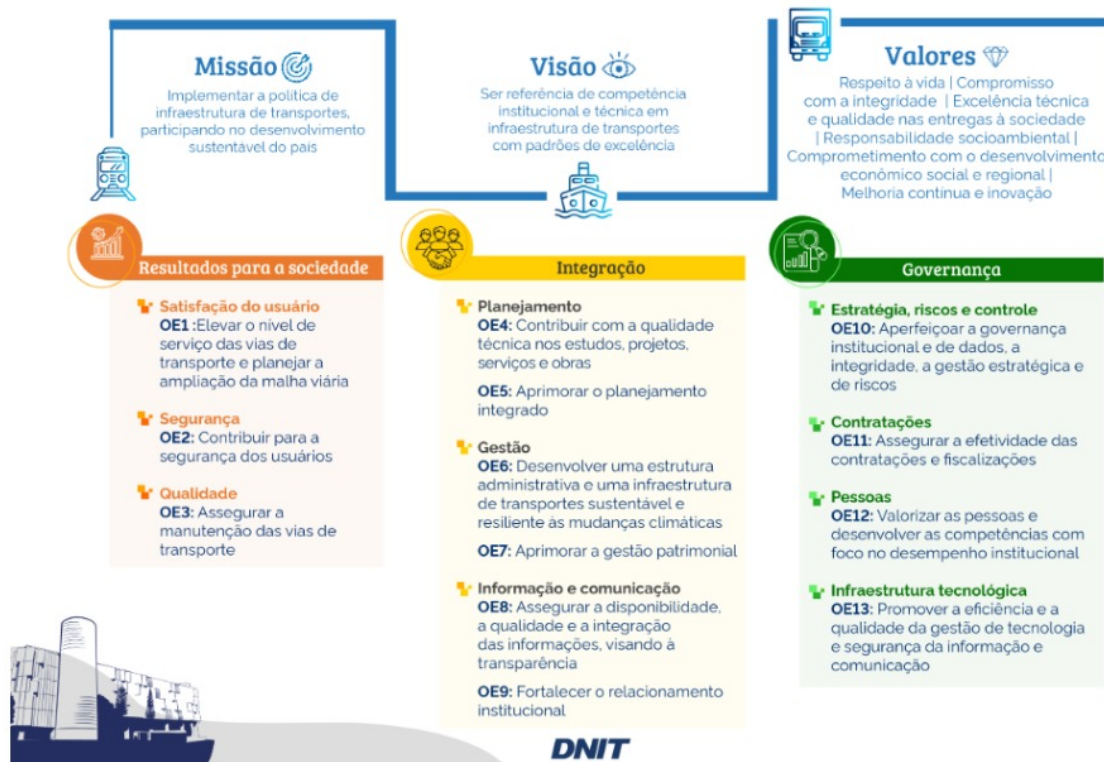 Missão
Implementar a política de
infraestrutura de transportes,
participando no desenvolvimento
sustentável do país
Visão
Ser referência de competência
institucional e técnica em
infraestrutura de transportes
com padrões de excelência
Valores
Respeito à vida | Compromisso
com a integridade | Excelência técnica
e qualidade nas entregas à sociedade
| Responsabilidade socioambiental |
Comprometimento com o desenvolvimento
econômico social e regional |
Melhoria contínua e inovação
Resultados para a sociedade
Satisfação do usuário
OE1 :Elevar o nível de
serviço das vias de
transporte e planejar a
ampliação da malha viária
Segurança
OE2: Contribuir para a
segurança dos usuários
Qualidade
OE3: Assegurar a
manutenção das vias de
transporte
Integração
Planejamento
OE4: Contribuir com a qualidade
técnica nos estudos, projetos,
serviços e obras
OE5: Aprimorar o planejamento
integrado
Gestão
OE6: Desenvolver uma estrutura
administrativa e uma infraestrutura
de transportes sustentável e
resiliente às mudanças climáticas
OE7: Aprimorar a gestão patrimonial
Informação e comunicação
OE8: Assegurar a disponibilidade,
a qualidade e a integração
das informações, visando à
transparência
OE9: Fortalecer o relacionamento
institucional
Governança
Estratégia, riscos e controle
OE10: Aperfeiçoar a governança
institucional e de dados, a
integridade, a gestão estratégica e
de riscos
Contratações
OE11: Assegurar a efetividade das
contratações e fiscalizações
Pessoas
OE12: Valorizar as pessoas e
desenvolver as competências com
foco no desempenho institucional
Infraestrutura tecnológica
OE13: Promover a eficiência e a
qualidade da gestão de tecnologia
e segurança da informação e
comunicação
DNIT